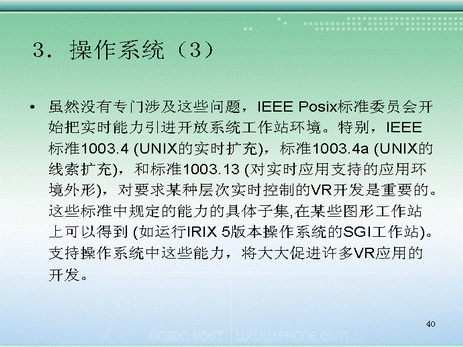 3．操作系统（3）
• 虽然没有专门涉及这些问题，IEEE Posix标准委员会开
始把实时能力引进开放系统工作站环境。特别，IEEE
标准1003.4 (UNIX的实时扩充)，标准1003.4a (UNIX的
线索扩充)，和标准1003.13 (对实时应用支持的应用环
境外形)，对要求某种层次实时控制的VR开发是重要的。
这些标准中规定的能力的具体子集,在某些图形工作站
上可以得到 (如运行IRIX 5版本操作系统的SGI工作站)。
支持操作系统中这些能力，将大大促进许多VR应用的
开发。
40